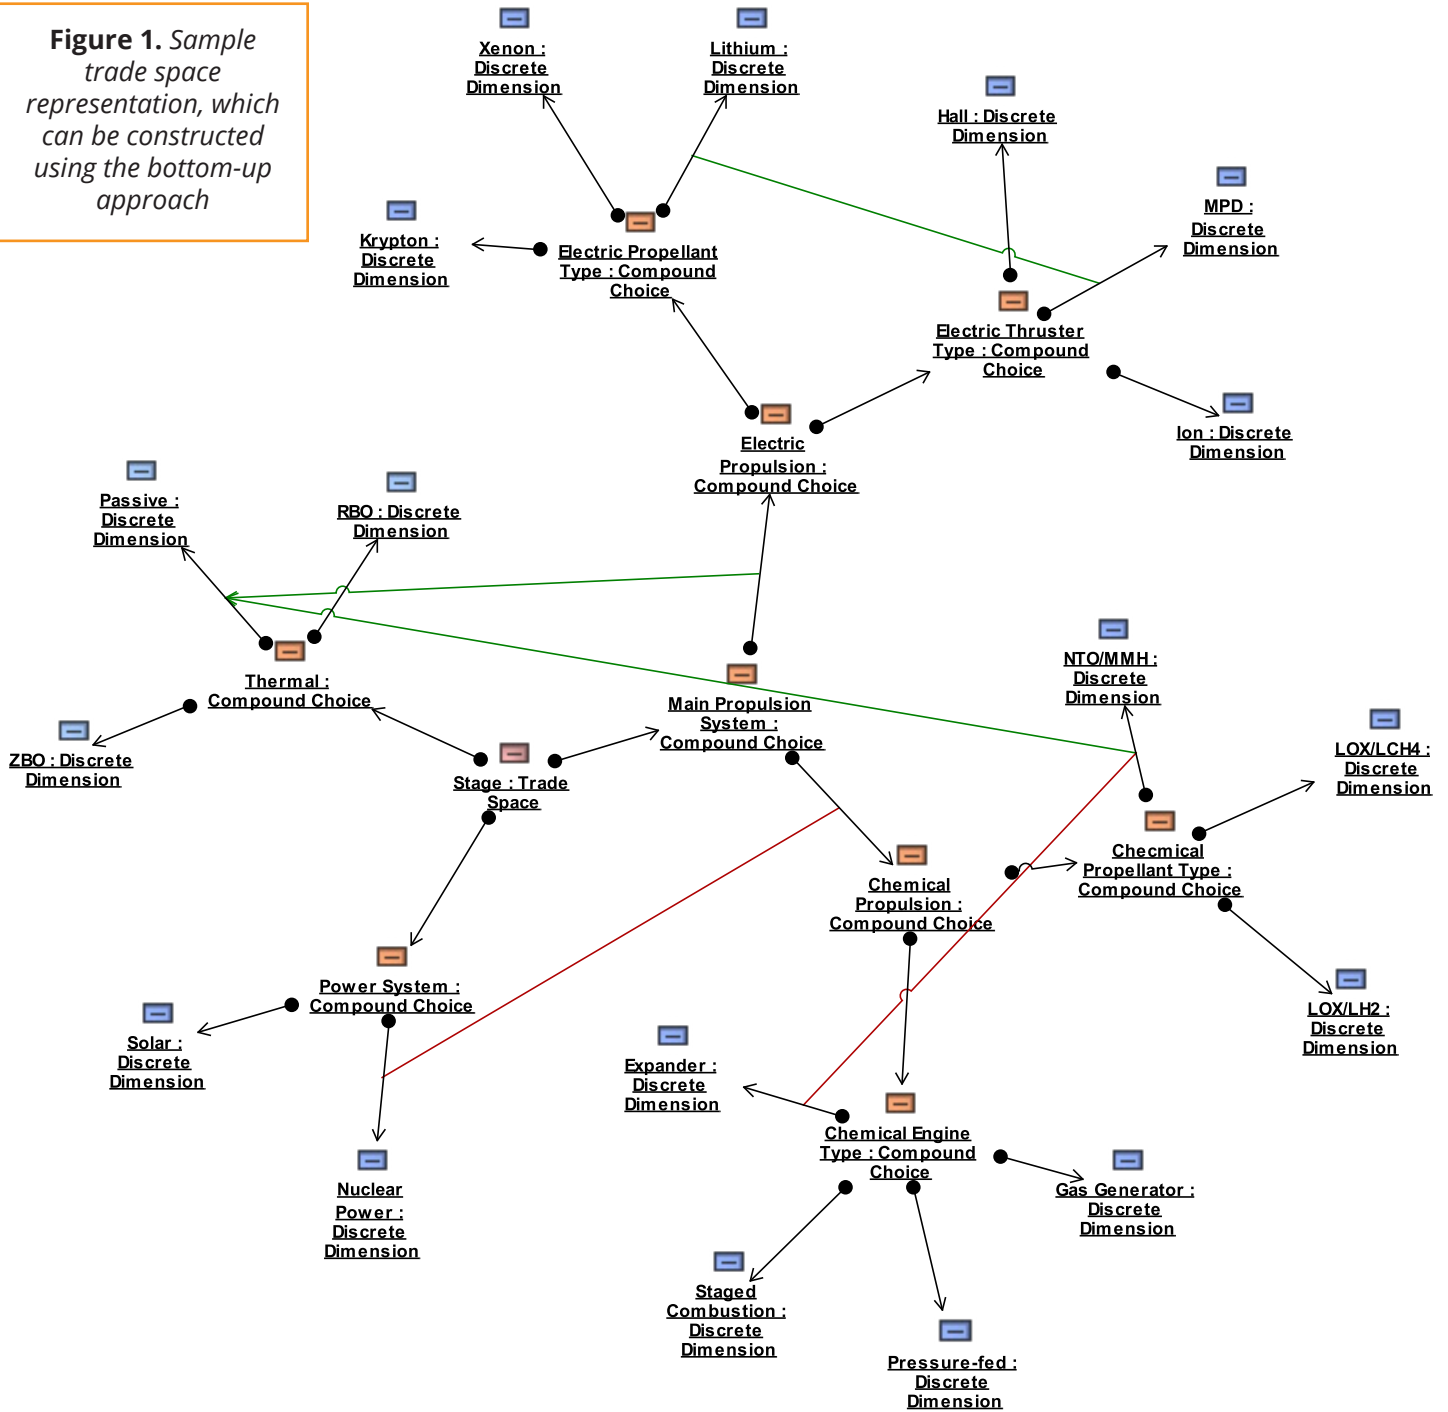 Figure 1. Sample
trade space
representation, which
can be constructed
using the bottom-up
approach
Xenon :
Discrete
Dimension
Lithium :
Discrete
Dimension
Hall : Discrete
Dimension
MPD :
Discrete
Dimension
Krypton :
Discrete
Dimension
Electric Propellant
Type : Compound
Choice
Electric Thruster
Type : Compound
Choice
Ion : Discrete
Dimension
Electric
Propulsion :
Compound Choice
Passive :
Discrete
Dimension
RBO : Discrete
Dimension
Thermal :
Compound Choice
ZBO : Discrete
Dimension
Main Propulsion
System :
Compound Choice
Stage : Trade
Space
NTO/MMH :
Discrete
Dimension
LOX/LCH4 :
Discrete
Dimension
Checmical
Propellant Type :
Compound Choice
Chemical
Propulsion :
Compound Choice
LOX/LH2 :
Discrete
Dimension
Power System :
Compound Choice
Solar :
Discrete
Dimension
Nuclear
Power :
Discrete
Dimension
Expander :
Discrete
Dimension
Chemical Engine
Type : Compound
Choice
Gas Generator :
Discrete
Dimension
Staged
Combustion :
Discrete
Dimension
Pressure-fed :
Discrete
Dimension